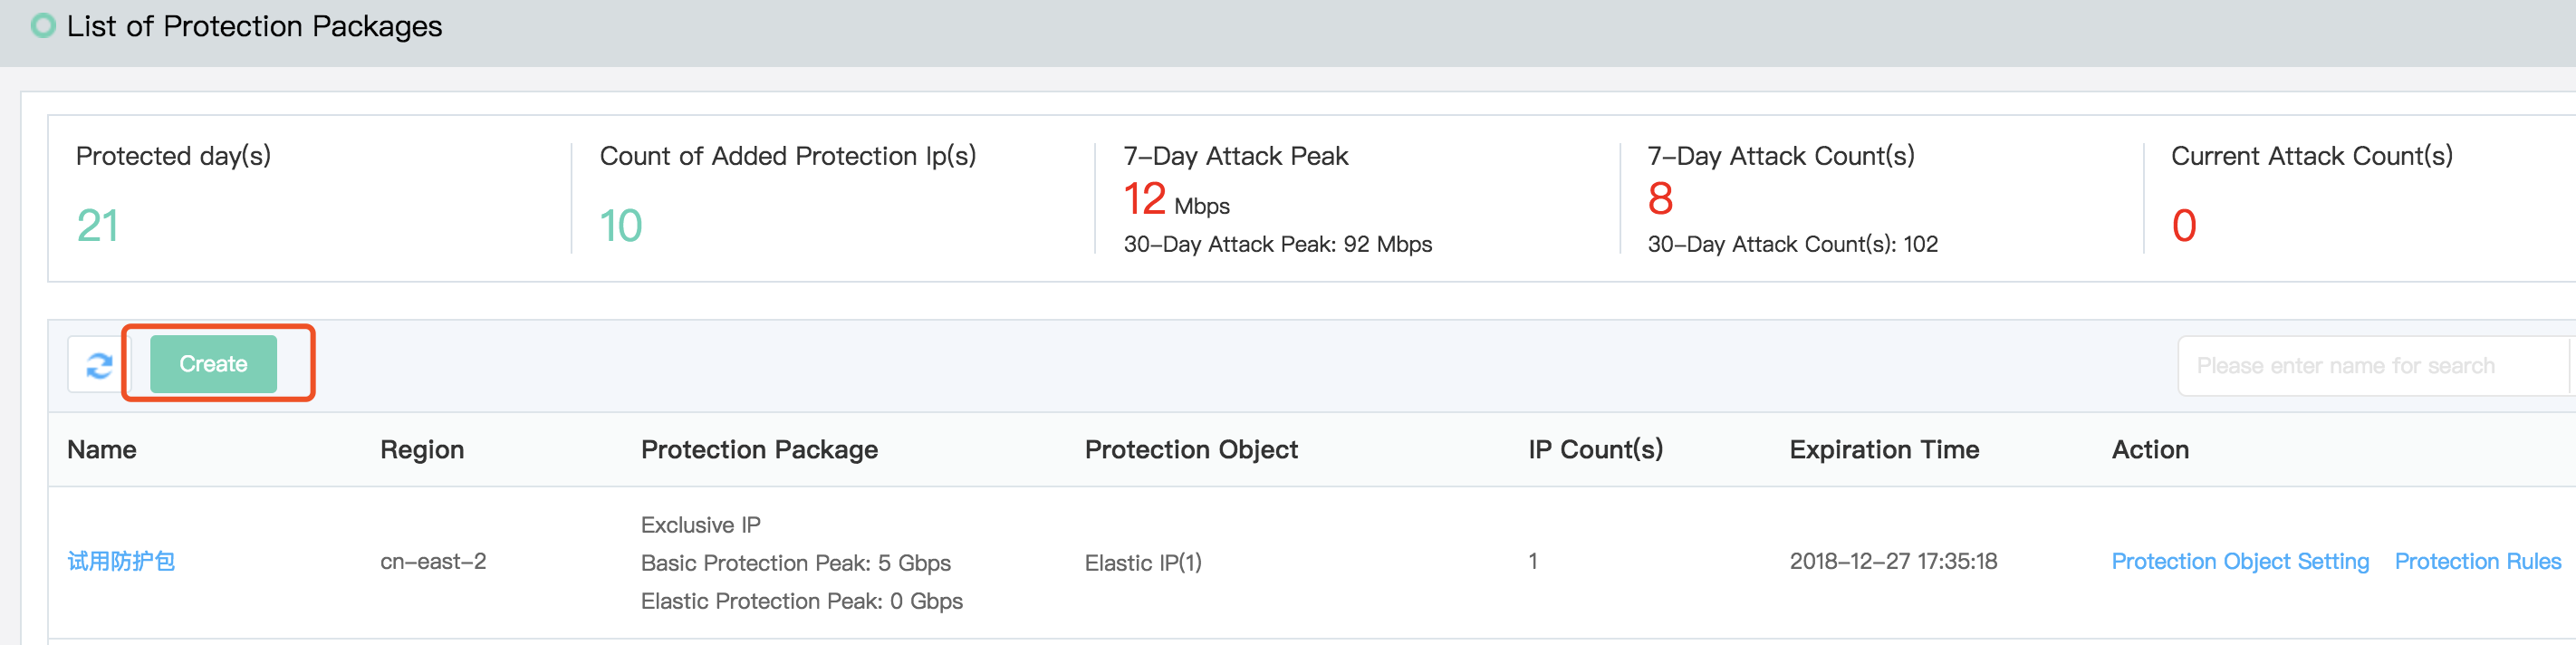 List of Protection Packages
Protected day(s)
21
Count of Added Protection Ip(s)
10
7-Day Attack Peak
12 Mbps
30-Day Attack Peak: 92 Mbps
7-Day Attack Count(s)
8
30-Day Attack Count(s): 102
Current Attack Count(s)
0
Create
Please enter name for search
Name Region Protection Package Protection Object IP Count(s) Expiration Time Action
试用防护包
cn-east-2
Exclusive IP
Basic Protection Peak: 5 Gbps
Elastic Protection Peak: 0 Gbps
Elastic IP(1)
1
2018-12-27 17:35:18
Protection Object Setting Protection Rules